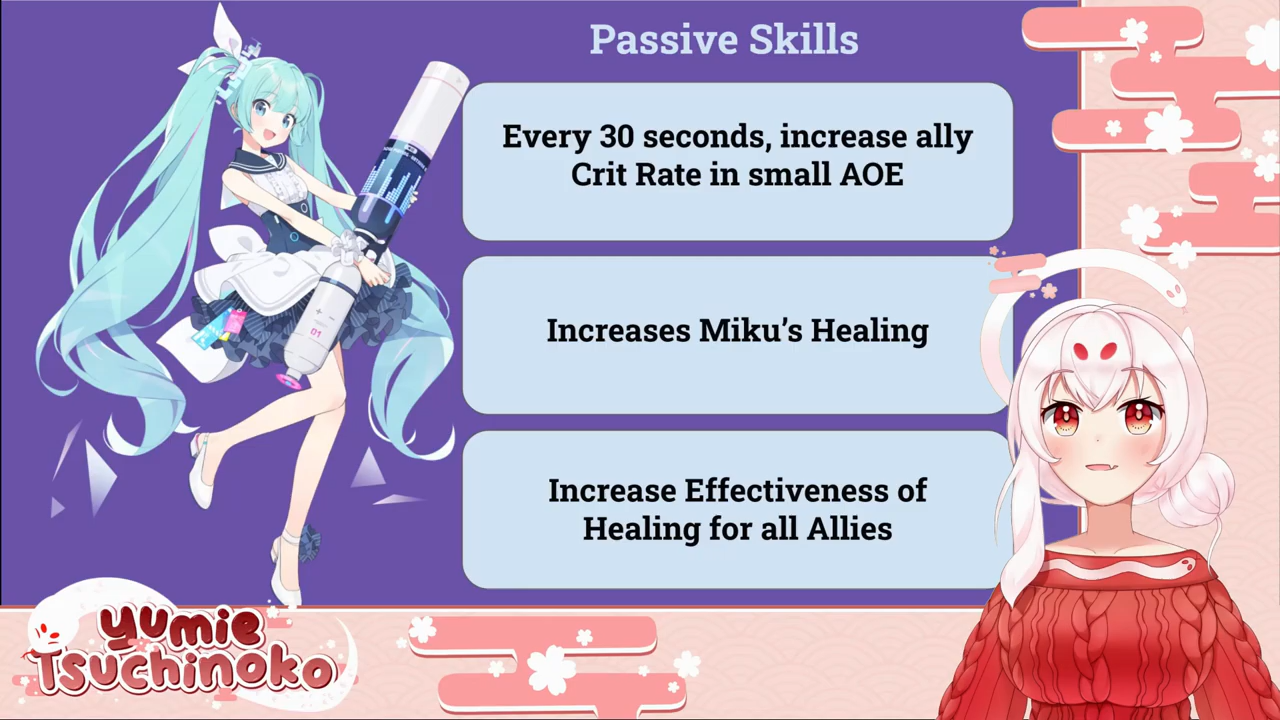 Passive Skills
Every 30 seconds, increase ally
Crit Rate in small AOE
Increases Miku's Healing
Increase Effectiveness of
Healing for all Allies
01
yumie
Tsuchinoko